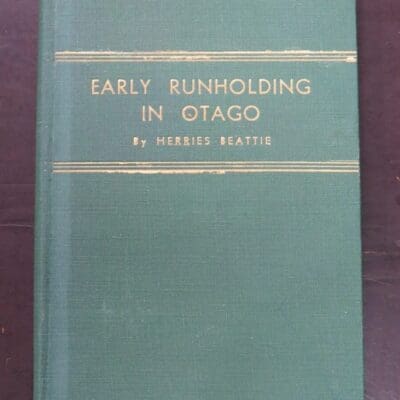 EARLY RUNHOLDING
IN OTAGO
By HERRIES BEATTIE